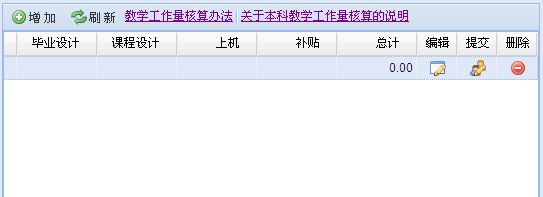 增 加 刷 新 教学工作量核算办法 关于本科教学工作量核算的说明
毕业设计 课程设计 上机 补贴 总计 编辑 提交 删除
0.00